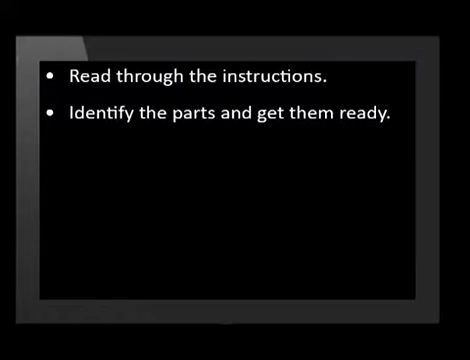 • Read through the instructions.
• Identify the parts and get them ready.